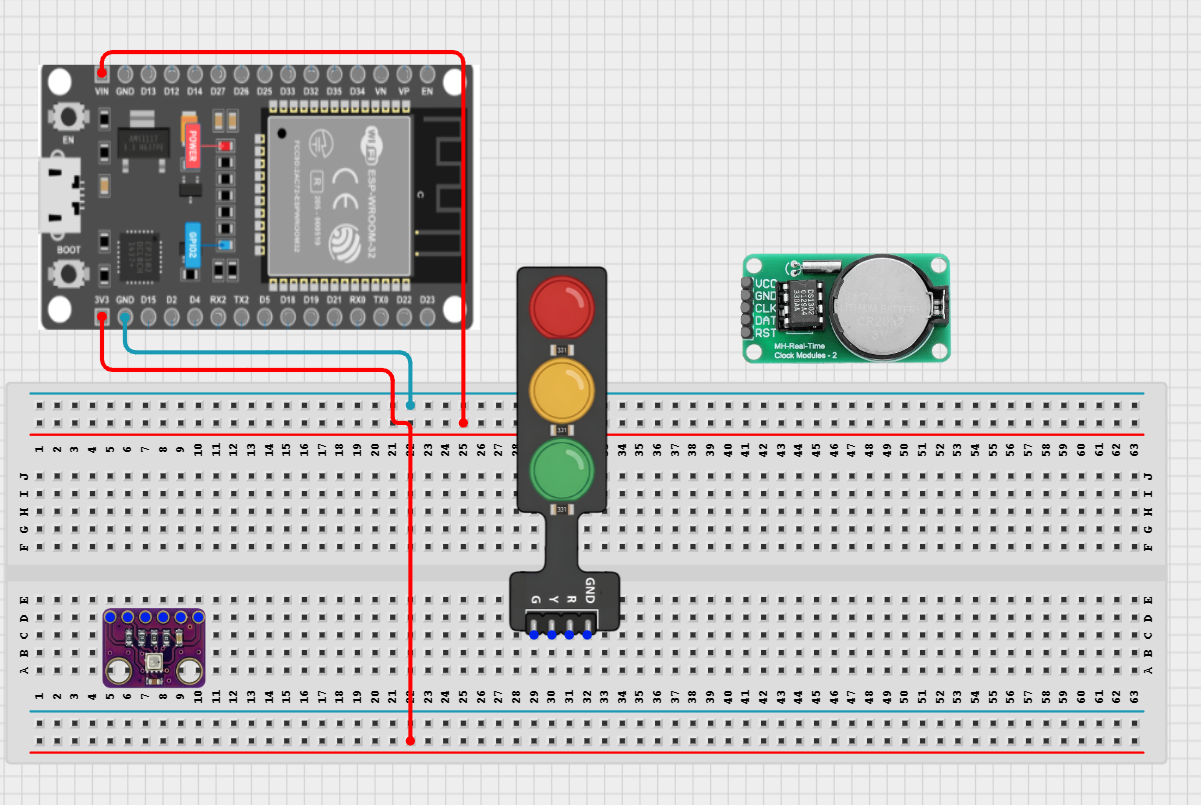 VIN GND D13 D12 D14 D27 D26 D25 D33 D32 D35 D34 VN VP EN
EN
POWER
WiFi ESP-WROOM-32
CE
R
C
GPIO2
BOOT
3V3 GND D15 D2 D4 RX2 TX2 D5 D18 D19 D21 RX0 TX0 D22 D23
VCC
GND
CLK
DAT
RST
DS1302
MH-Real-Time
Clock Modules - 2
331
331
331
1 2 3 4 5 6 7 8 9 10 11 12 13 14 15 16 17 18 19 20 21 22 23 24 25 26 27 34 35 36 37 38 39 40 41 42 43 44 45 46 47 48 49 50 51 52 53 54 55 56 57 58 59 60 61 62 63
J J
I I
H H
G G
F F
G Y R GND
E E
D D
C C
B B
A A
1 2 3 4 5 6 7 8 9 10 11 12 13 14 15 16 17 18 19 20 21 22 23 24 25 26 27 28 29 30 31 32 33 34 35 36 37 38 39 40 41 42 43 44 45 46 47 48 49 50 51 52 53 54 55 56 57 58 59 60 61 62 63